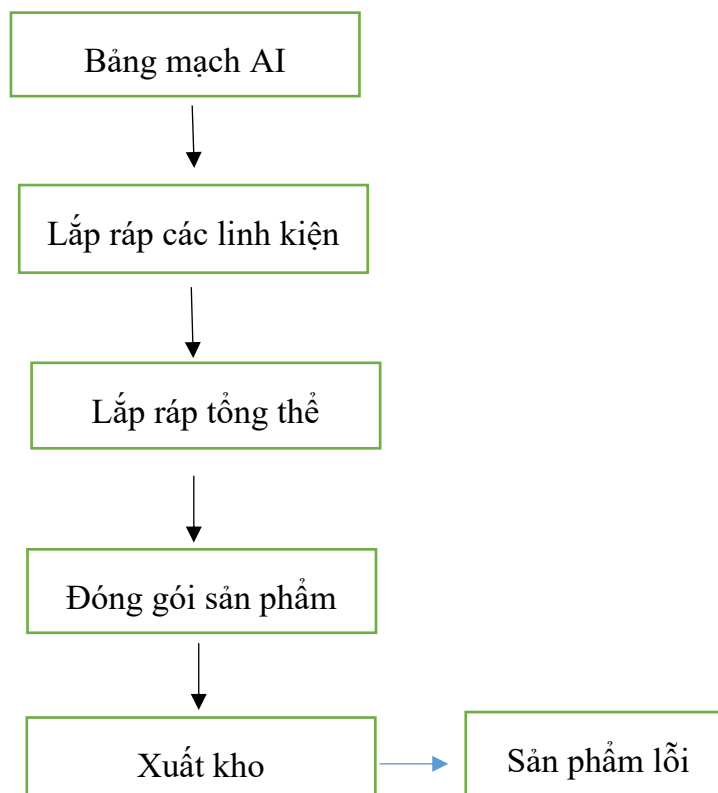 Bảng mạch AI
Lắp ráp các linh kiện
Lắp ráp tổng thể
Đóng gói sản phẩm
Xuất kho
Sản phẩm lỗi